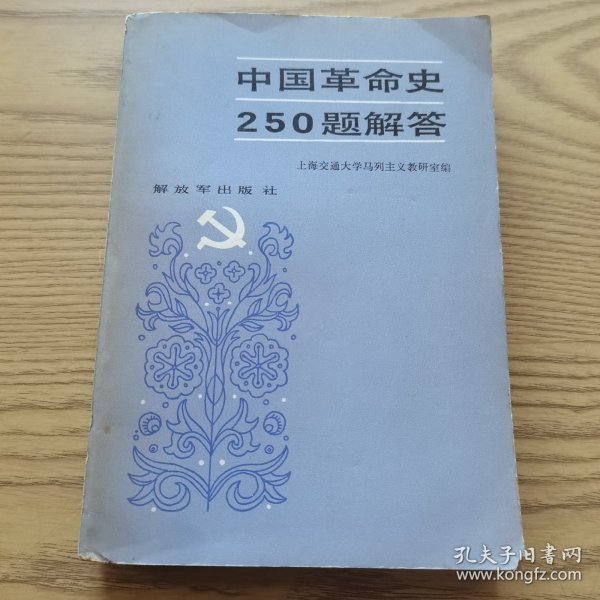 中国革命史
250题解答
上海交通大学马列主义教研室编
解放军出版社
孔夫子旧书网
www.kongfz.com